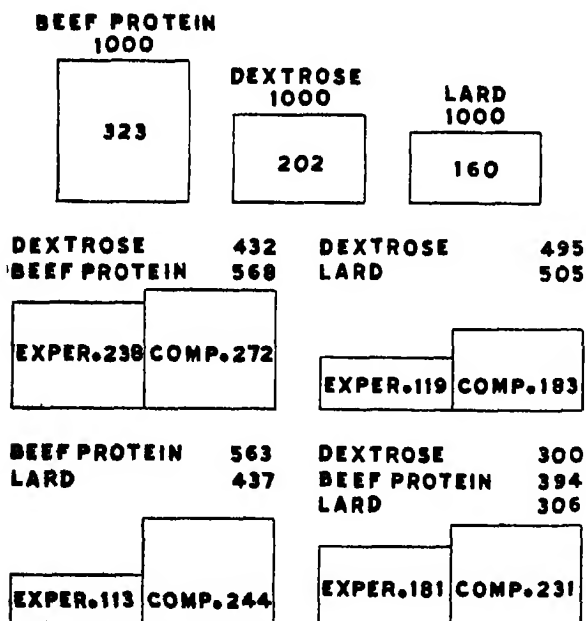 BEEF PROTEIN
1000
323
DEXTROSE
1000
202
LARD
1000
160
DEXTROSE 432
BEEF PROTEIN 568
EXPER.238 COMP.272
DEXTROSE 495
LARD 505
EXPER.119 COMP.183
BEEF PROTEIN 563
LARD 437
EXPER.113 COMP.244
DEXTROSE 300
BEEF PROTEIN 394
LARD 306
EXPER.181 COMP.231